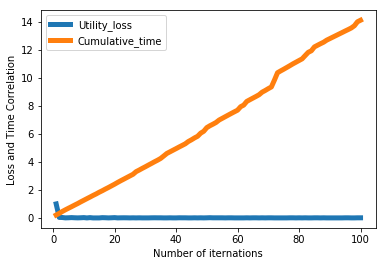 Utility_loss
Cumulative_time
Loss and Time Correlation
14
12
10
8
6
4
2
0
0 20 40 60 80 100
Number of iternations